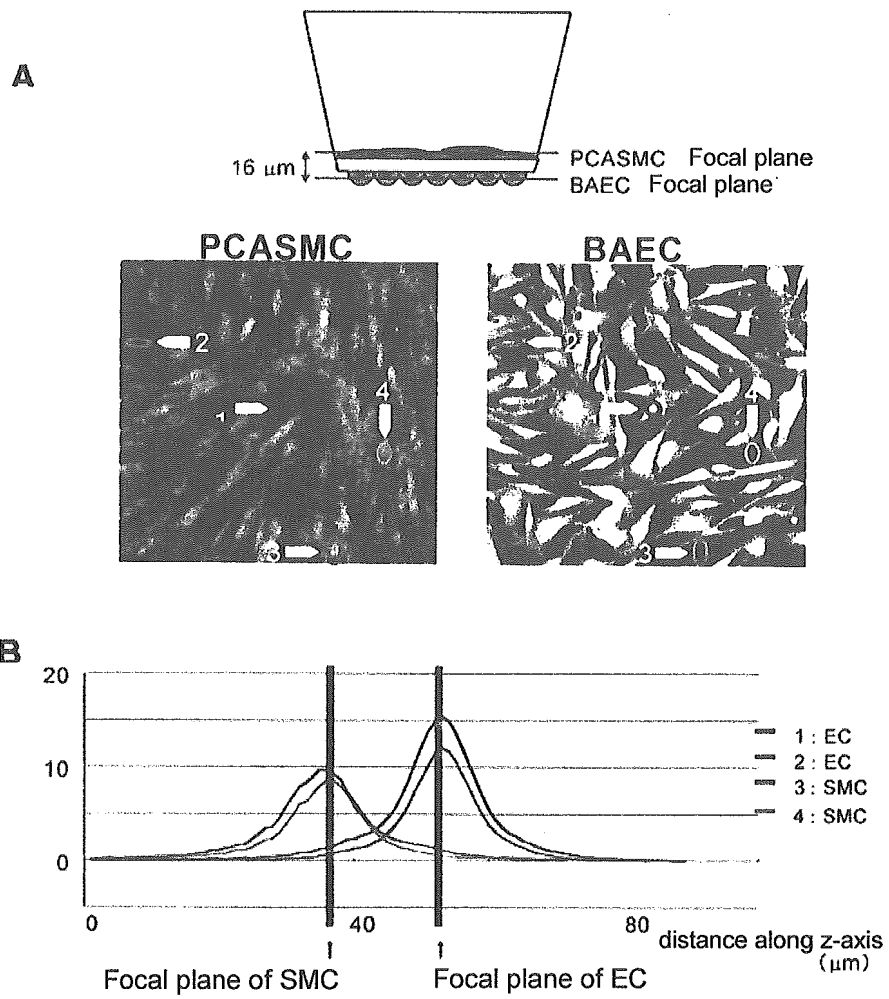 A
16 μm
PCASMC Focal plane
BAEC Focal plane
PCASMC
BAEC
2
1
4
3
2
1
4
3
B
20
10
0
0
40
80
distance along z-axis
(μm)
1 : EC
2 : EC
3 : SMC
4 : SMC
Focal plane of SMC
Focal plane of EC